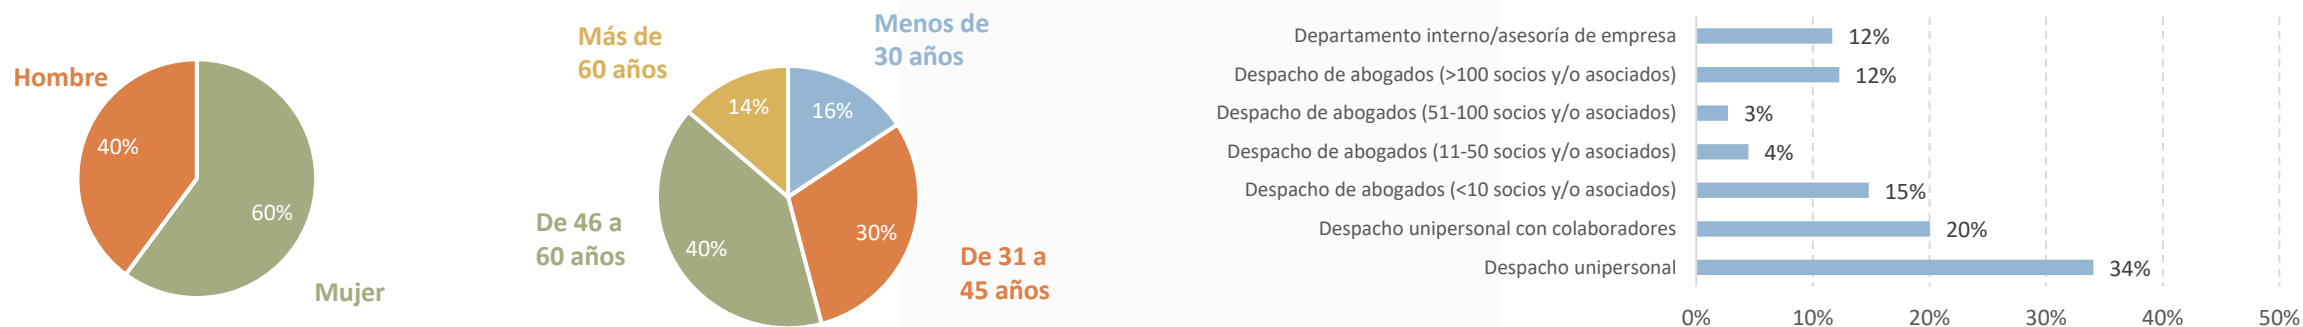 Hombre
40%
60%
Mujer
Más de
60 años
Menos de
30 años
14%
16%
De 46 a
60 años
40%
30%
De 31 a
45 años
Departamento interno/asesoría de empresa
12%
Despacho de abogados (>100 socios y/o asociados)
12%
Despacho de abogados (51-100 socios y/o asociados)
3%
Despacho de abogados (11-50 socios y/o asociados)
4%
Despacho de abogados (<10 socios y/o asociados)
15%
Despacho unipersonal con colaboradores
20%
Despacho unipersonal
34%
0%
10%
20%
30%
40%
50%